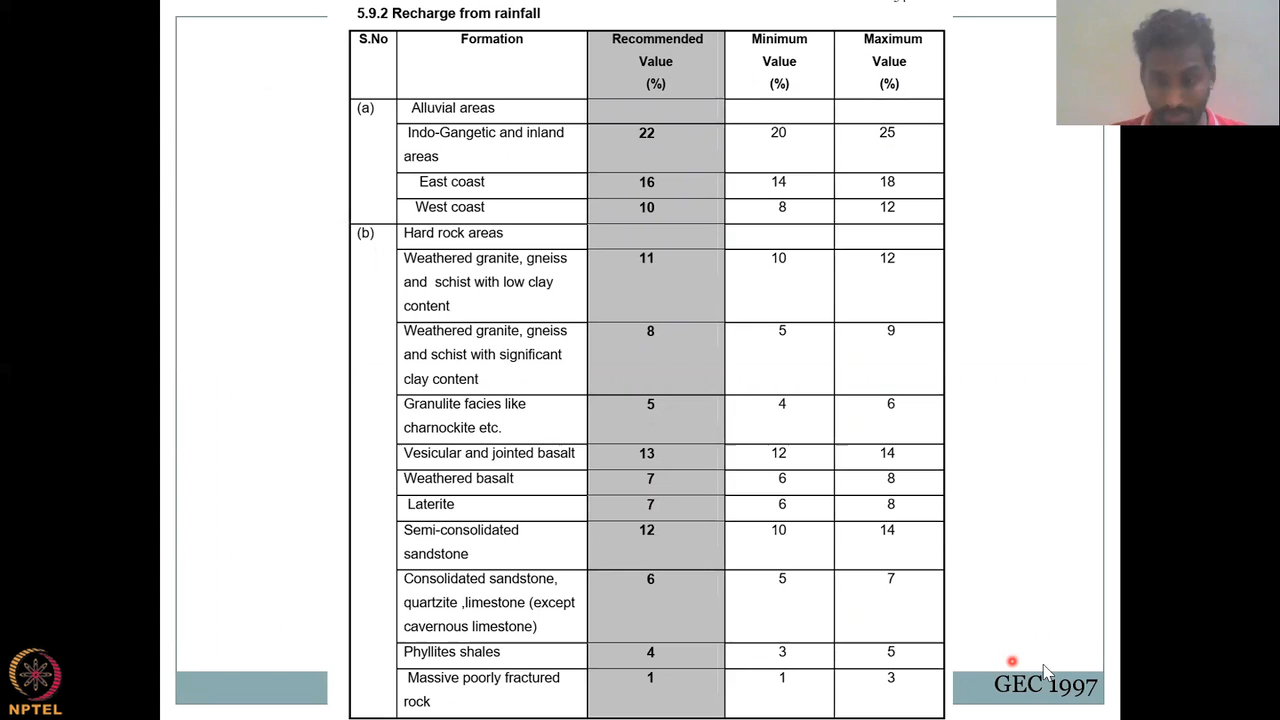 5.9.2 Recharge from rainfall
S.No Formation Recommended Minimum Maximum
Value Value Value
(%) (%) (%)
(a) Alluvial areas
Indo-Gangetic and inland 22 20 25
areas
East coast 16 14 18
West coast 10 8 12
(b) Hard rock areas
Weathered granite, gneiss 11 10 12
and schist with low clay
content
Weathered granite, gneiss 8 5 9
and schist with significant
clay content
Granulite facies like 5 4 6
charnockite etc.
Vesicular and jointed basalt 13 12 14
Weathered basalt 7 6 8
Laterite 7 6 8
Semi-consolidated 12 10 14
sandstone
Consolidated sandstone, 6 5 7
quartzite ,limestone (except
cavernous limestone)
Phyllites shales 4 3 5
Massive poorly fractured 1 1 3
rock
GEC 1997
NPTEL